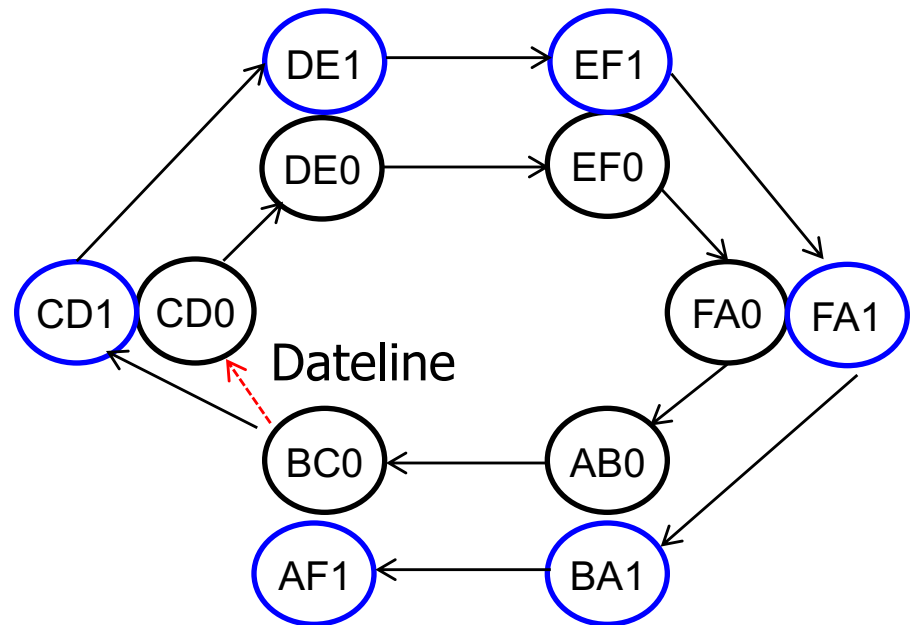 DE1
EF1
DE0
EF0
CD1
CD0
FA0
FA1
Dateline
BC0
AB0
AF1
BA1